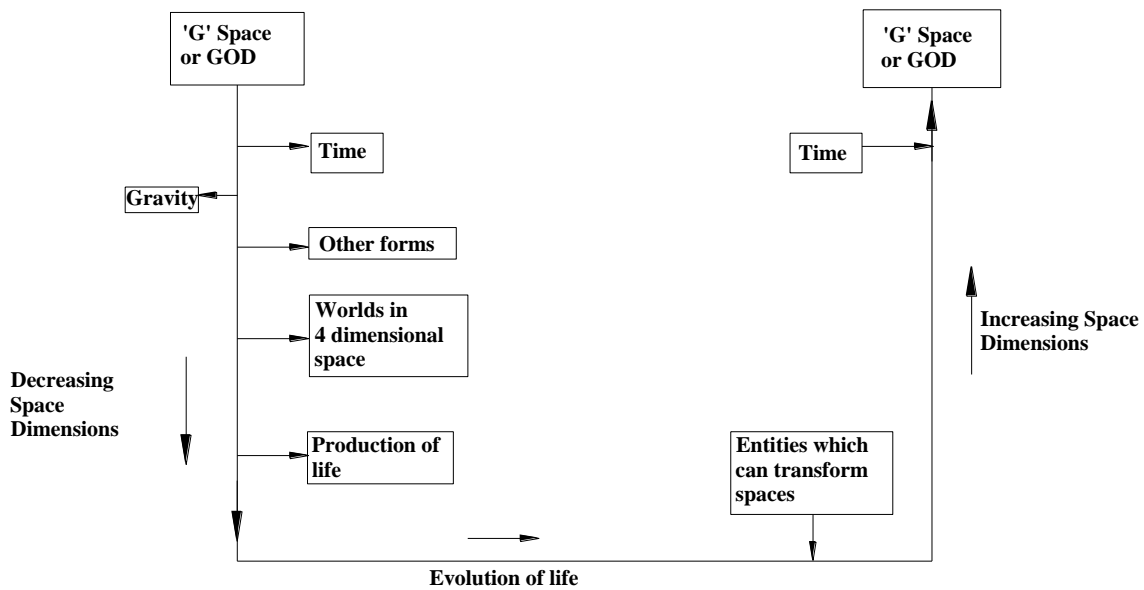 'G' Space
or GOD
Time
Gravity
Other forms
Worlds in
4 dimensional
space
Decreasing
Space
Dimensions
Production of
life
Evolution of life
Entities which
can transform
spaces
'G' Space
or GOD
Time
Increasing Space
Dimensions